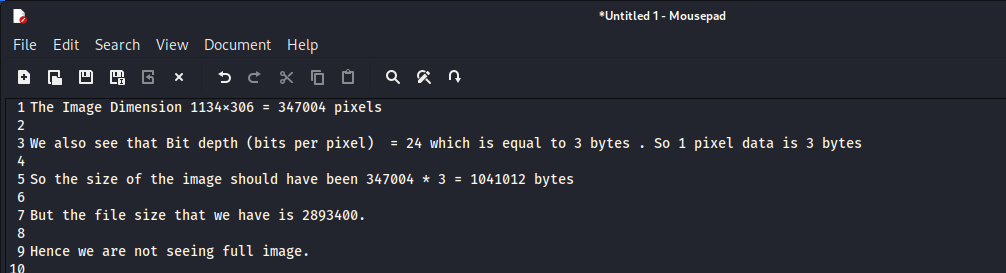 *Untitled 1 - Mousepad
File Edit Search View Document Help
1 The Image Dimension 1134×306 = 347004 pixels
2
3 We also see that Bit depth (bits per pixel)  = 24 which is equal to 3 bytes . So 1 pixel data is 3 bytes
4
5 So the size of the image should have been 347004 * 3 = 1041012 bytes
6
7 But the file size that we have is 2893400.
8
9 Hence we are not seeing full image.
10